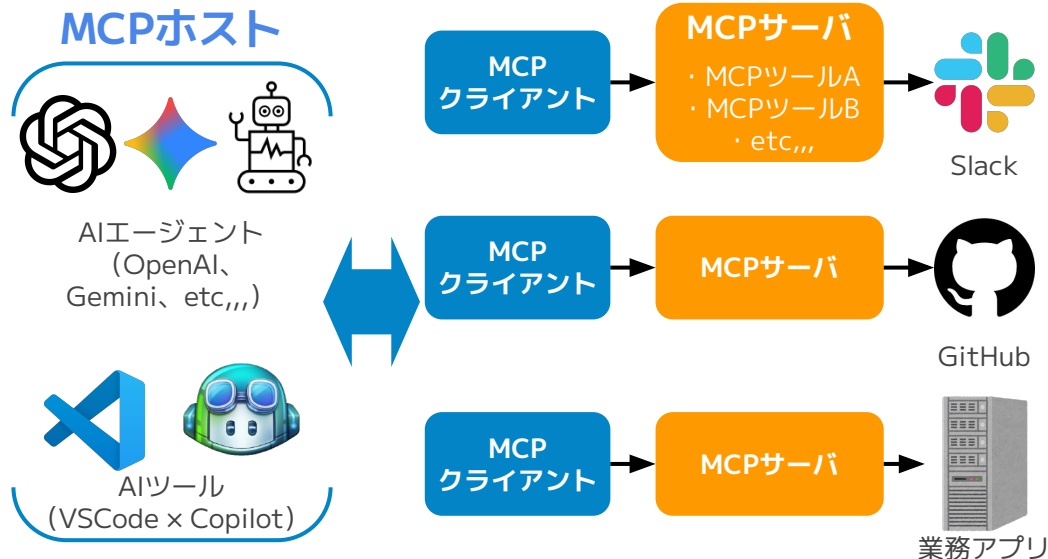 MCPホスト
AIエージェント
（OpenAI、
Gemini、etc,,,）
AIツール
（VSCode × Copilot）
MCP
クライアント
MCPサーバ
・MCPツールA
・MCPツールB
・etc,,,
Slack
MCP
クライアント
MCPサーバ
GitHub
MCP
クライアント
MCPサーバ
業務アプリ